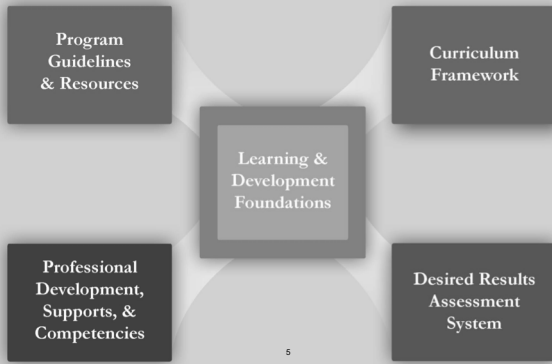 Program
Guidelines
& Resources
Curriculum
Framework
Learning &
Development
Foundations
Professional
Development,
Supports, &
Competencies
Desired Results
Assessment
System
5